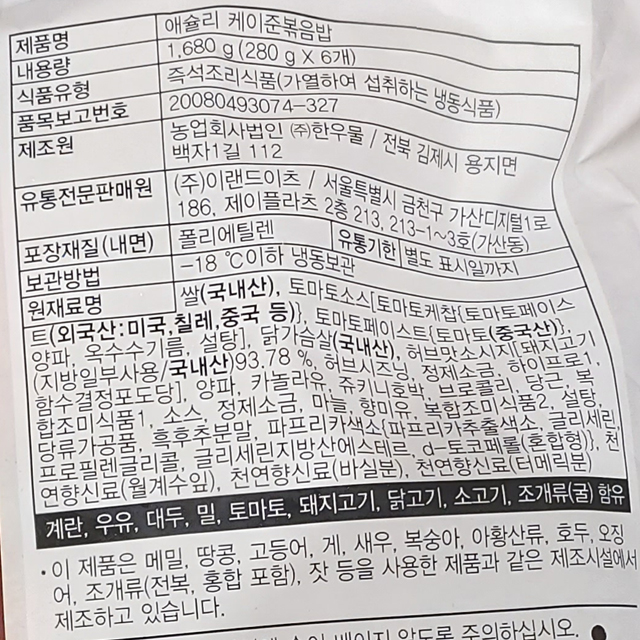 제품명 애슐리 케이준볶음밥
내용량 1,680 g (280 g X 6개)
식품유형 즉석조리식품(가열하여 섭취하는 냉동식품)
품목보고번호 20080493074-327
제조원 농업회사법인 (주)한우물 / 전북 김제시 용지면
백자1길 112
유통전문판매원 (주)이랜드이츠 / 서울특별시 금천구 가산디지털1로
186, 제이플라츠 2층 213, 213-1~3호(가산동)
포장재질(내면) 폴리에틸렌 유통기한 별도 표시일까지
보관방법 -18 ℃이하 냉동보관
원재료명 쌀(국내산), 토마토소스[토마토케찹{토마토페이스
트(외국산:미국,칠레,중국 등)}, 토마토페이스트{토마토(중국산)},
양파, 옥수수기름, 설탕], 닭가슴살(국내산), 허브맛소시지[돼지고기
(지방일부사용/국내산)93.78 %, 허브시즈닝, 정제소금, 하이프로1,
함수결정포도당], 양파, 카놀라유, 쥬키니호박, 브로콜리, 당근, 복
합조미식품1, 소스, 정제소금, 마늘, 향미유, 복합조미식품2, 설탕,
당류가공품, 흑후추분말, 파프리카색소{파프리카추출색소, 글리세린,
프로필렌글리콜, 글리세린지방산에스테르, d-토코페롤(혼합형)}, 천
연향신료(월계수잎), 천연향신료(바실분), 천연향신료(터메릭분)
계란, 우유, 대두, 밀, 토마토, 돼지고기, 닭고기, 소고기, 조개류(굴) 함유
·이 제품은 메밀, 땅콩, 고등어, 게, 새우, 복숭아, 아황산류, 호두, 오징
어, 조개류(전복, 홍합 포함), 잣 등을 사용한 제품과 같은 제조시설에서
제조하고 있습니다.
손이 베이지 않도록 주의하십시오.